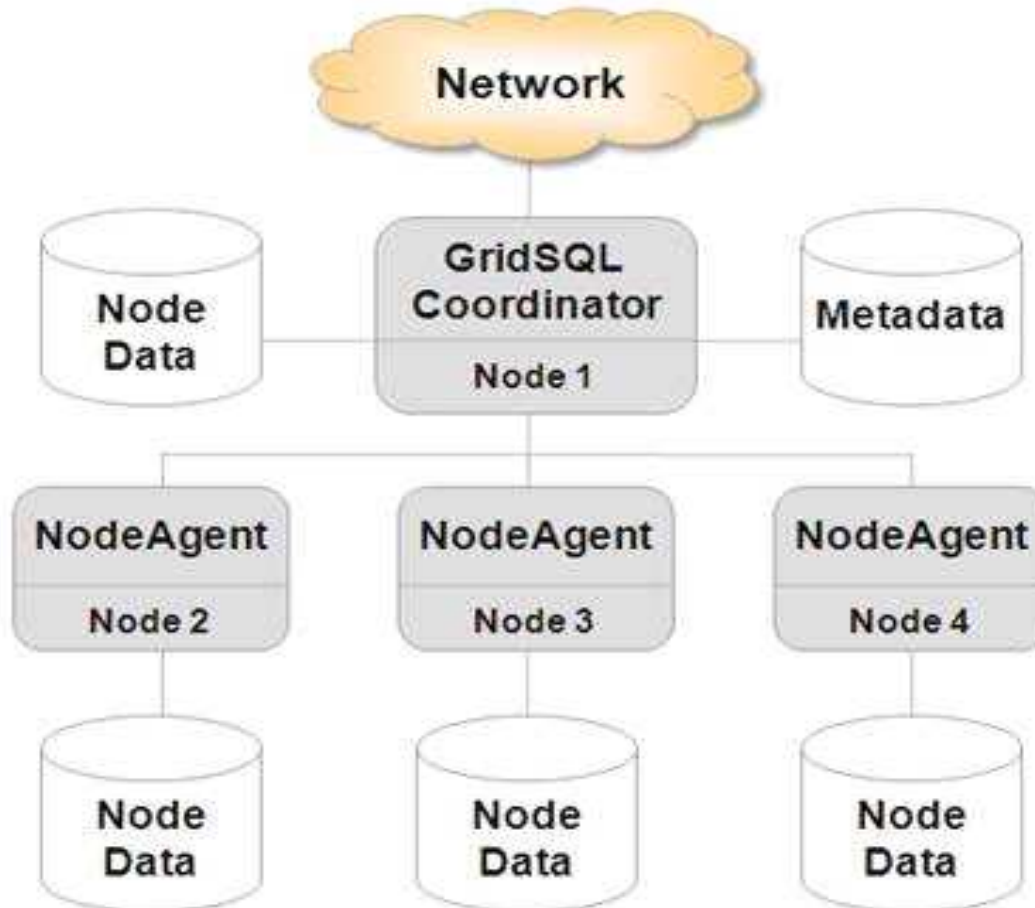 Network
GridSQL
Coordinator
Node 1
Node
Data
Metadata
NodeAgent
Node 2
NodeAgent
Node 3
NodeAgent
Node 4
Node
Data
Node
Data
Node
Data